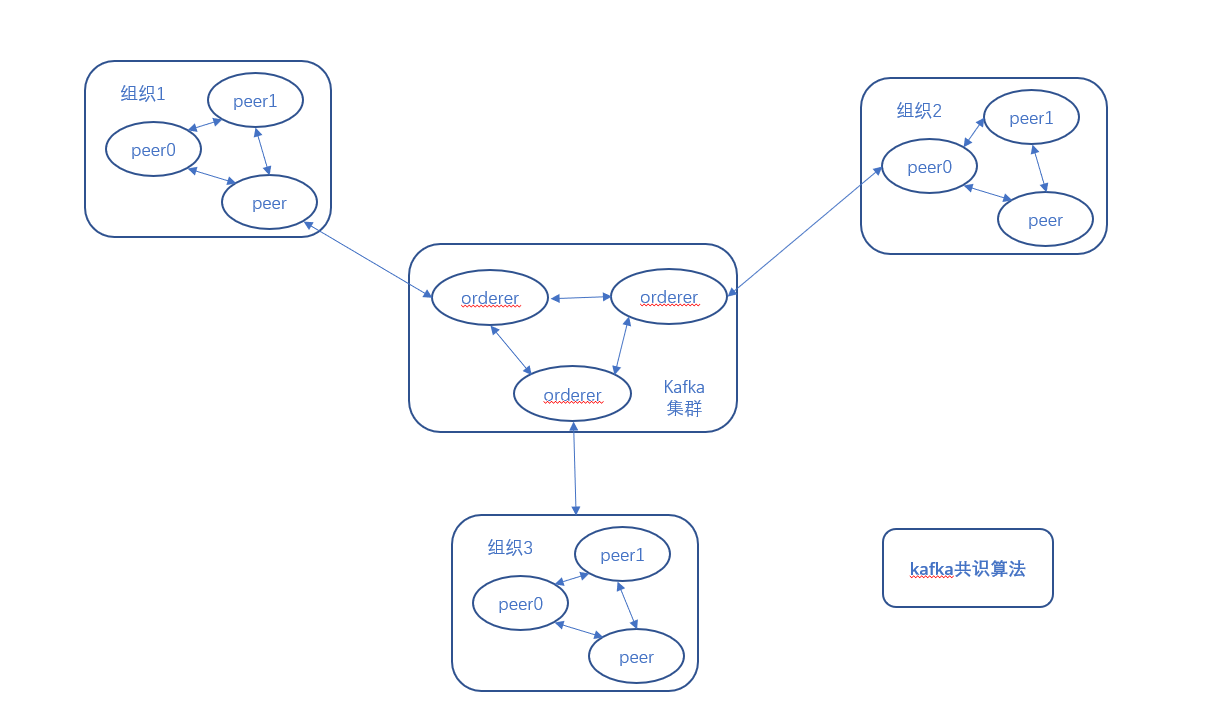 组织1
peer1
peer0
peer
组织2
peer1
peer0
peer
orderer
orderer
orderer
Kafka
集群
组织3
peer1
peer0
peer
kafka共识算法